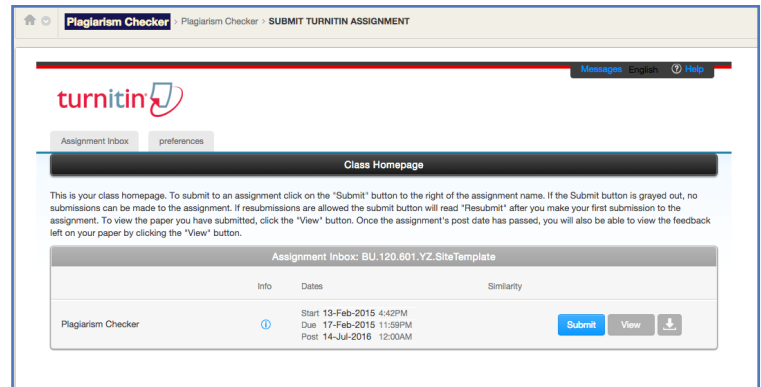 Plagiarism Checker > Plagiarism Checker > SUBMIT TURNITIN ASSIGNMENT
Messages English ? Help
turnitin
Assignment Inbox preferences
Class Homepage
This is your class homepage. To submit to an assignment click on the "Submit" button to the right of the assignment name. If the Submit button is grayed out, no
submissions can be made to the assignment. If resubmissions are allowed the submit button will read "Resubmit" after you make your first submission to the
assignment. To view the paper you have submitted, click the "View" button. Once the assignment's post date has passed, you will also be able to view the feedback
left on your paper by clicking the "View" button.
Assignment Inbox: BU.120.601.YZ.SiteTemplate
Info Dates Similarity
Start 13-Feb-2015 4:42PM
Plagiarism Checker Due 17-Feb-2015 11:59PM Submit View
Post 14-Jul-2016 12:00AM